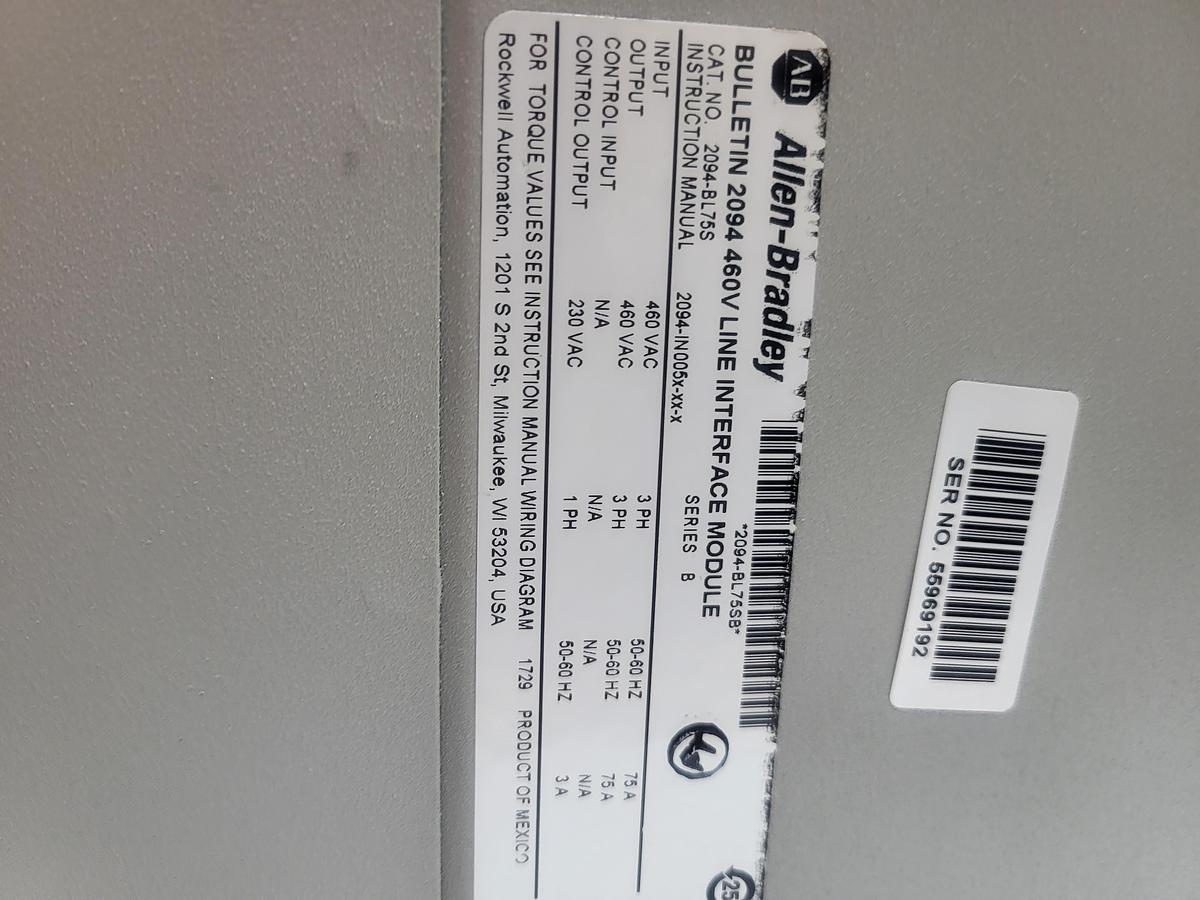 AB Allen-Bradley
*2094-BL75SB*
BULLETIN 2094 460V LINE INTERFACE MODULE
CAT. NO. 2094-BL75S SERIES B
INSTRUCTION MANUAL 2094-IN005x-xx-x
INPUT 460 VAC 3 PH 50-60 HZ 75 A
OUTPUT 460 VAC 3 PH 50-60 HZ 75 A
CONTROL INPUT N/A N/A N/A N/A
CONTROL OUTPUT 230 VAC 1 PH 50-60 HZ 3 A
FOR TORQUE VALUES SEE INSTRUCTION MANUAL WIRING DIAGRAM 1729 PRODUCT OF MEXICO
Rockwell Automation, 1201 S 2nd St, Milwaukee, WI 53204, USA
25
SER NO. 55969192